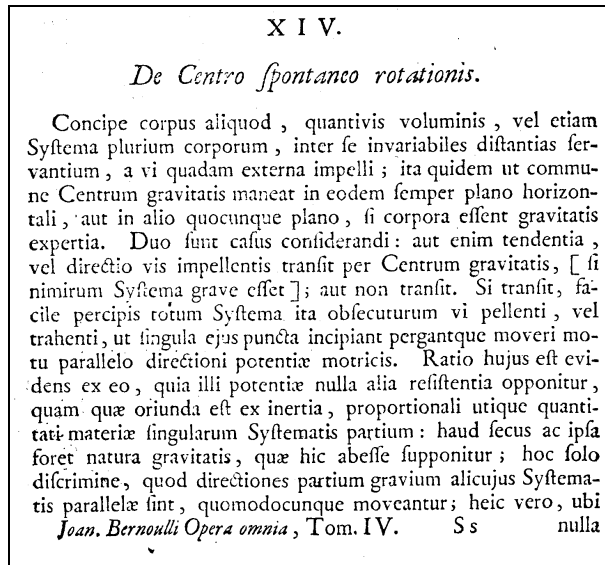 XIV.
De Centro ſpontaneo rotationis.
Concipe corpus aliquod , quantivis voluminis , vel etiam
Syſtema plurium corporum , inter ſe invariabiles diſtantias ſer-
vantium , a vi quadam externa impelli ; ita quidem ut commu-
ne Centrum gravitatis maneat in eodem ſemper plano horizon-
tali , aut in alio quocunque plano , ſi corpora eſſent gravitatis
expertia. Duo ſunt caſus conſiderandi : aut enim tendentia ,
vel directio vis impellentis tranſit per Centrum gravitatis, [ ſi
nimirum Syſtema grave eſſet ] ; aut non tranſit. Si tranſit, fa-
cile percipis totum Syſtema ita obſecuturum vi pellenti , vel
trahenti , ut ſingula ejus puncta incipiant pergantque moveri mo-
tu parallelo directioni potentiæ motricis. Ratio hujus eſt evi-
dens ex eo , quia illi potentiæ nulla alia reſiſtentia opponitur ,
quam quæ oriunda eſt ex inertia , proportionali utique quanti-
tati materiæ ſingularum Syſtematis partium : haud ſecus ac ipſa
foret natura gravitatis , quæ hic abeſſe ſupponitur ; hoc ſolo
diſcrimine , quod directiones partium gravium alicujus Syſtema-
tis parallelæ ſint , quomodocunque moveantur ; heic vero , ubi
Joan. Bernoulli Opera omnia , Tom. IV. S s nulla